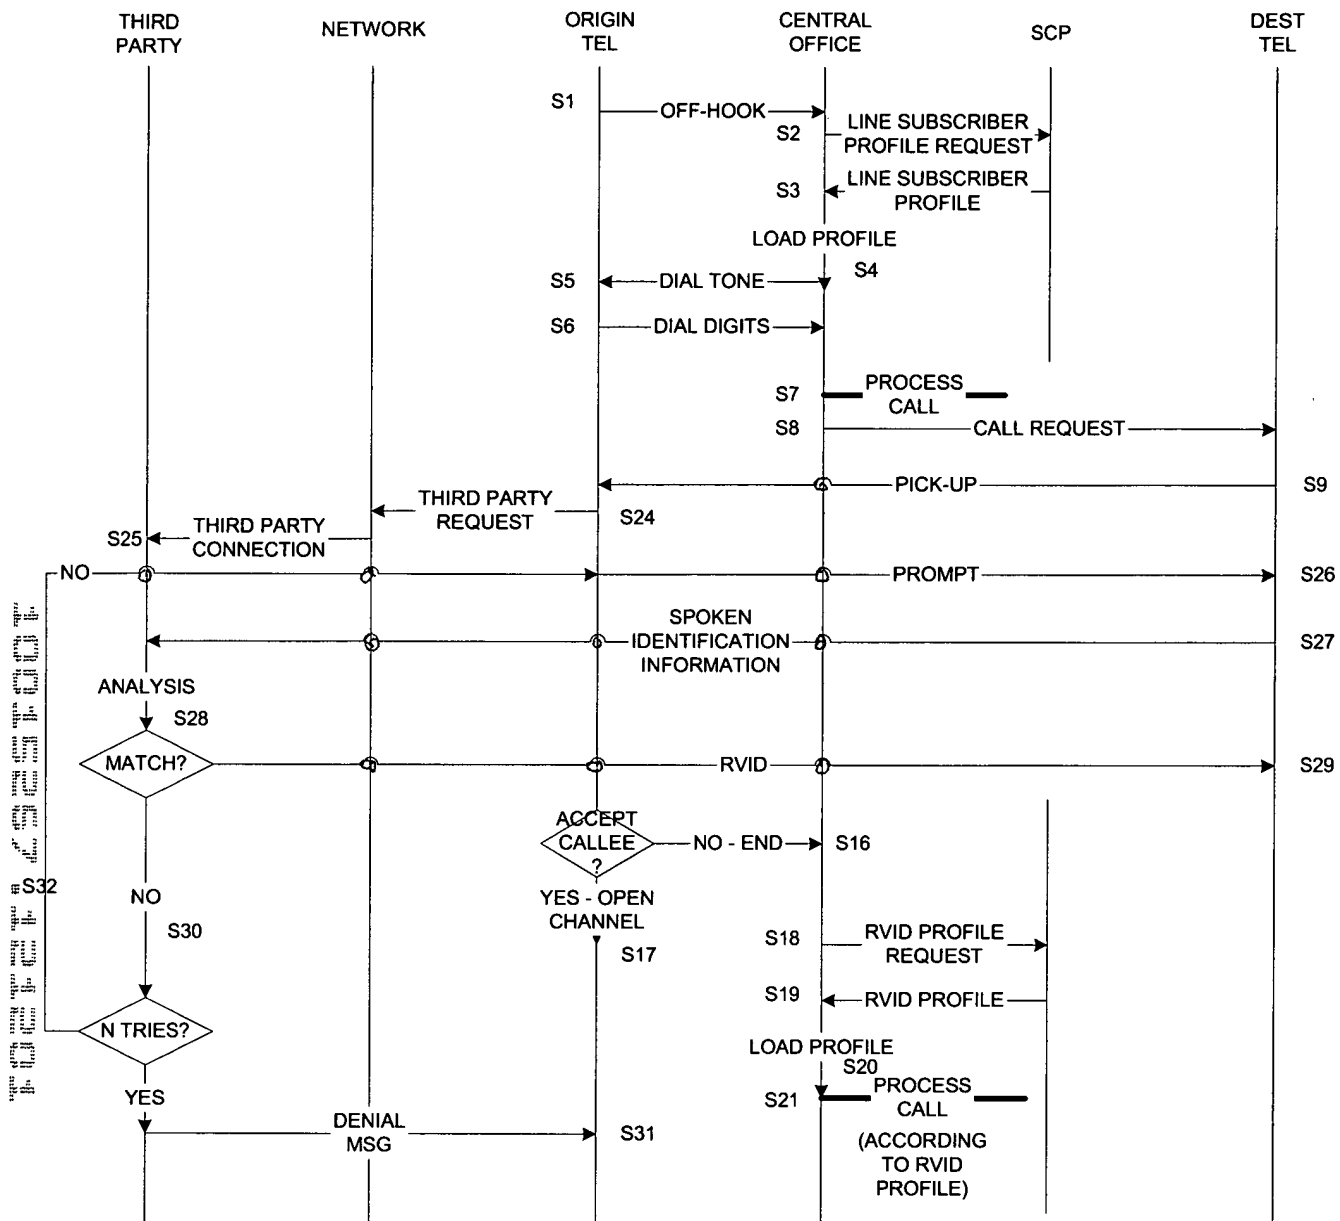 THIRD
PARTY
NETWORK
ORIGIN
TEL
CENTRAL
OFFICE
SCP
DEST
TEL
S1
OFF-HOOK
S2
LINE SUBSCRIBER
PROFILE REQUEST
S3
LINE SUBSCRIBER
PROFILE
LOAD PROFILE
S4
S5
DIAL TONE
S6
DIAL DIGITS
S7
PROCESS
CALL
S8
CALL REQUEST
PICK-UP
S9
THIRD PARTY
REQUEST
S24
S25
THIRD PARTY
CONNECTION
NO
PROMPT
S26
SPOKEN
IDENTIFICATION
INFORMATION
S27
ANALYSIS
S28
MATCH?
RVID
S29
ACCEPT
CALLEE
?
NO - END
S16
YES - OPEN
CHANNEL
S17
S32
NO
S30
S18
RVID PROFILE
REQUEST
S19
RVID PROFILE
N TRIES?
LOAD PROFILE
S20
S21
PROCESS
CALL
(ACCORDING
TO RVID
PROFILE)
YES
DENIAL
MSG
S31
10015257.121201